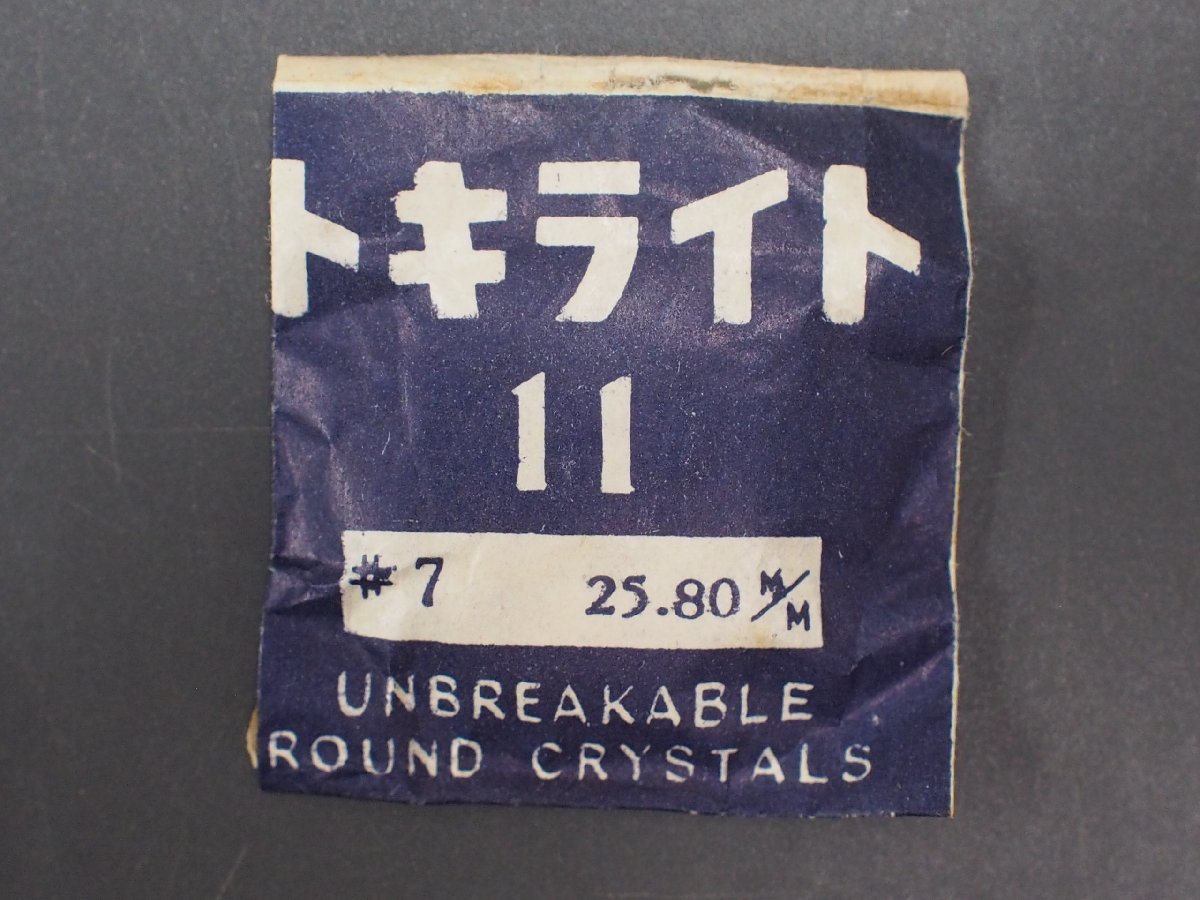 トキライト
11
# 7 25.80 M/M
UNBREAKABLE
ROUND CRYSTALS